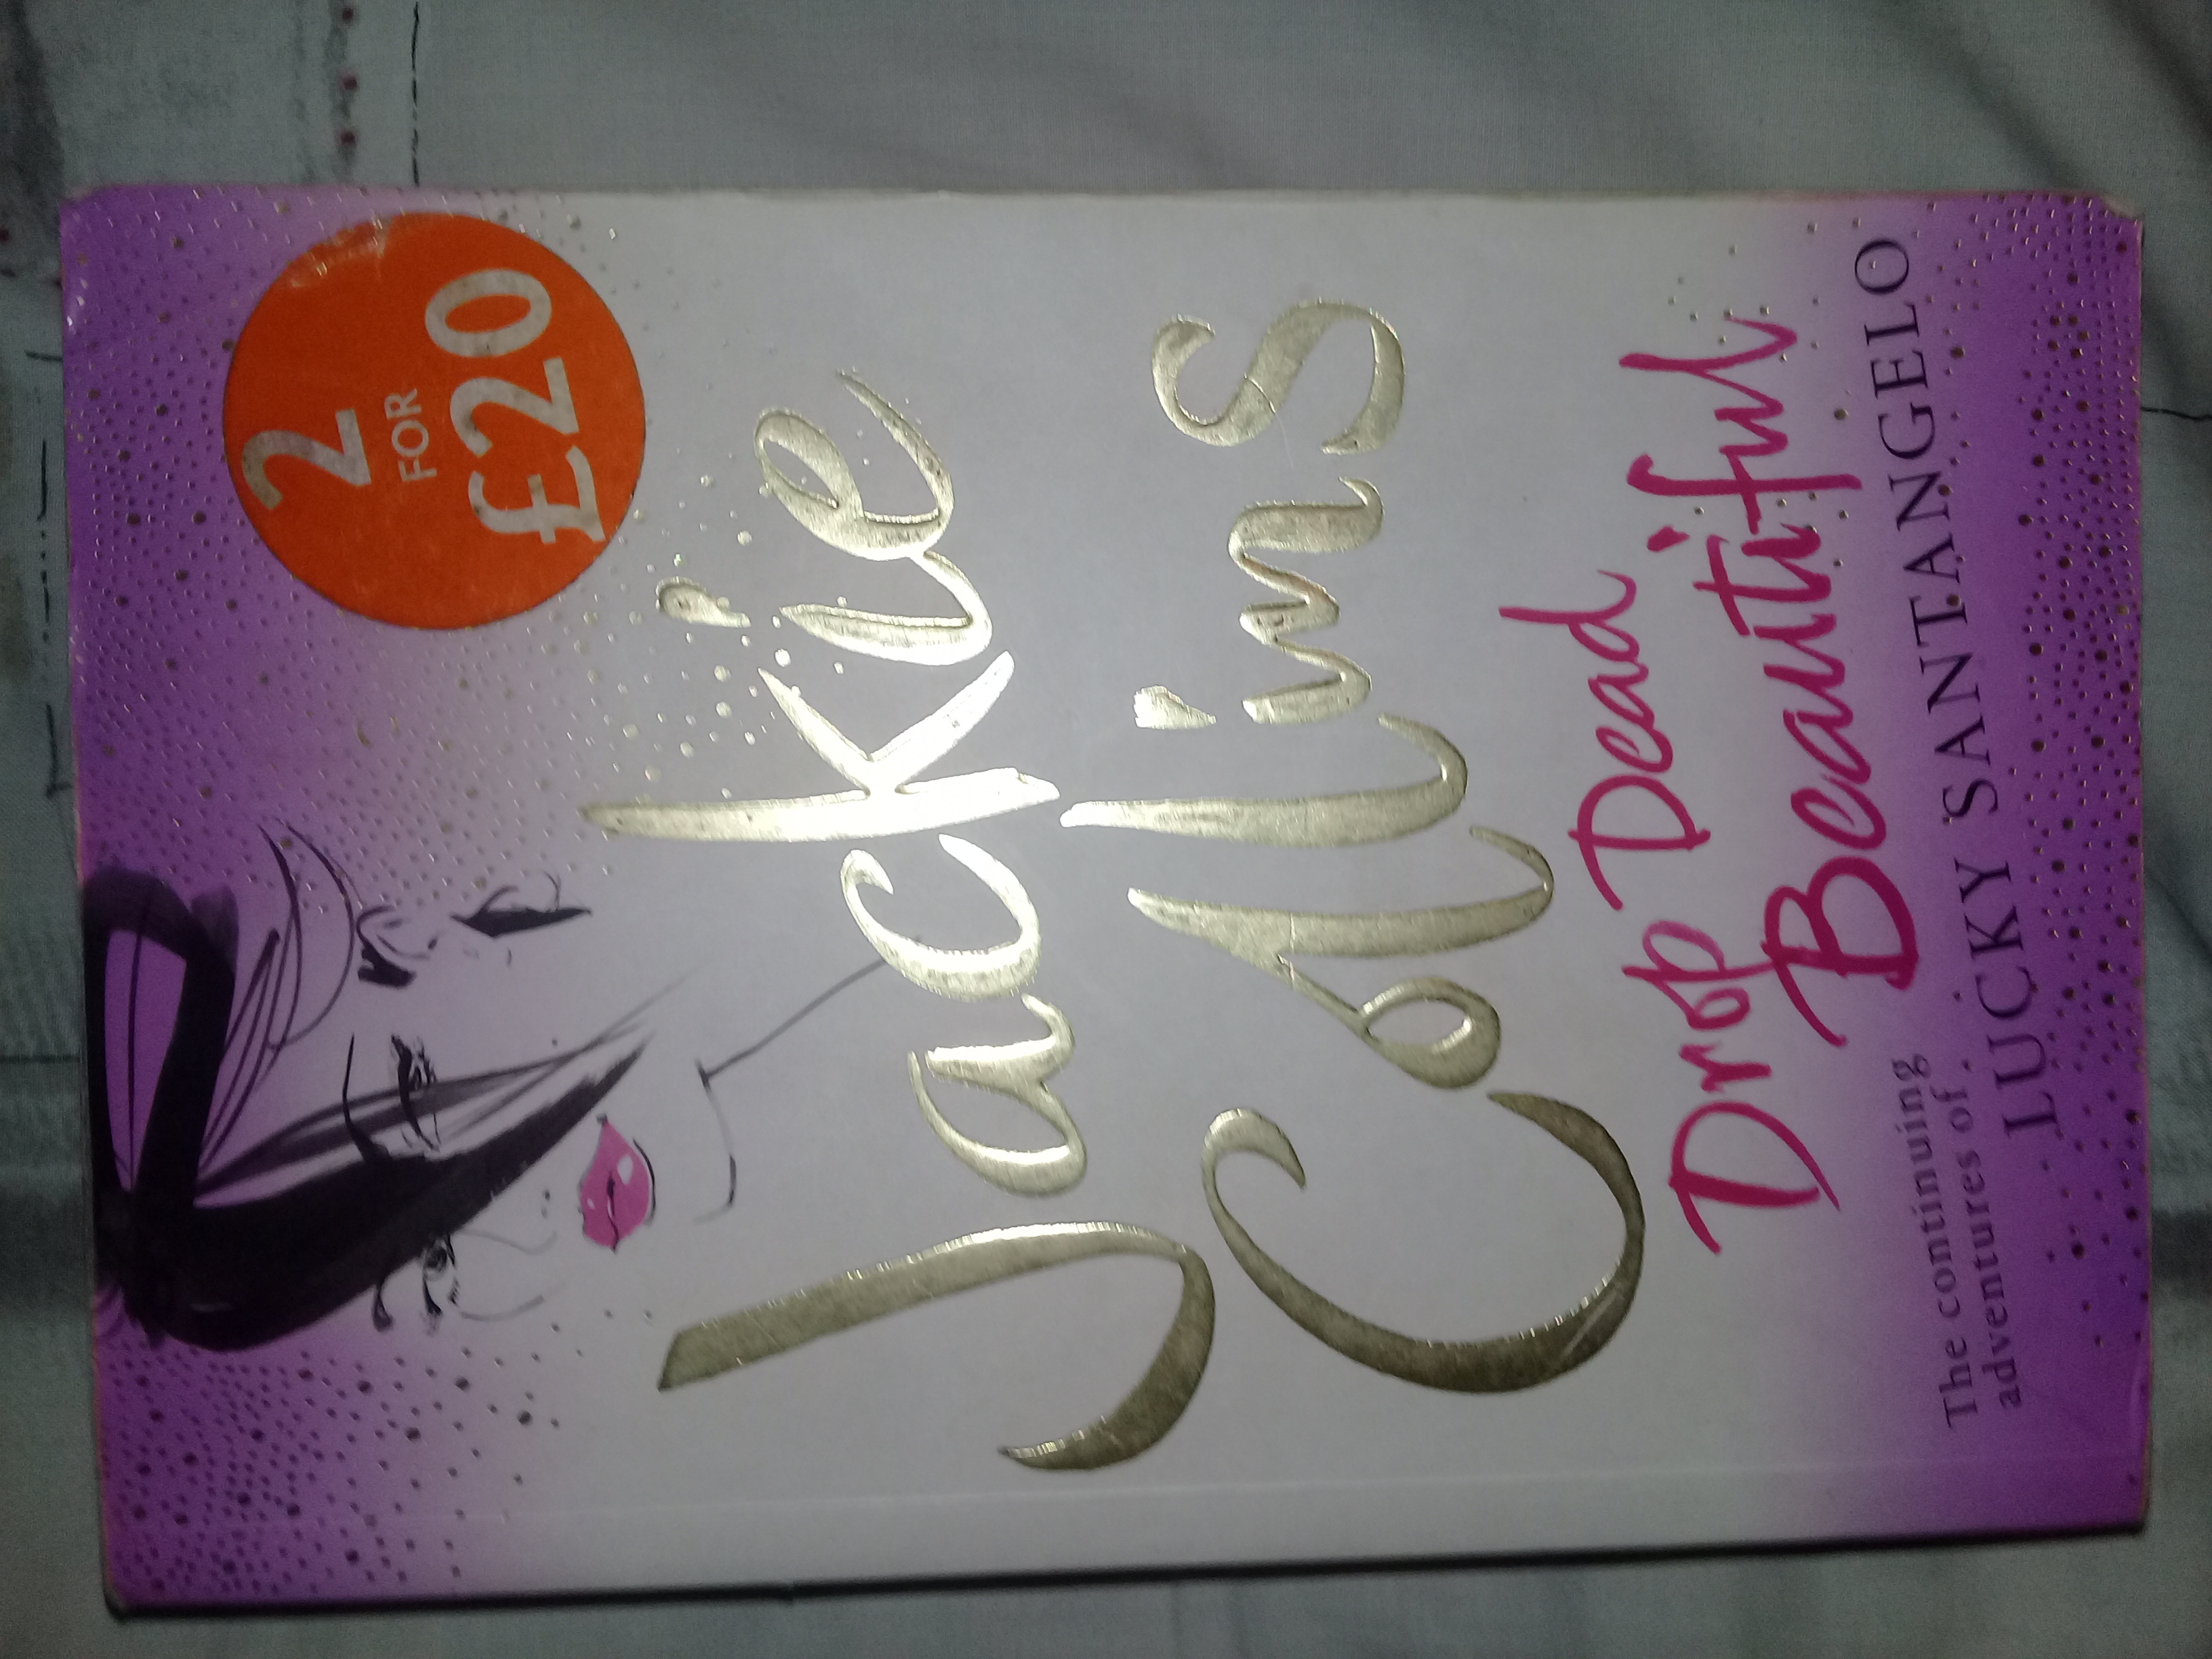 2
FOR
£20
Jackie
Collins
Drop Dead
Beautiful
The continuing
adventures of . . .
LUCKY SANTANGELO